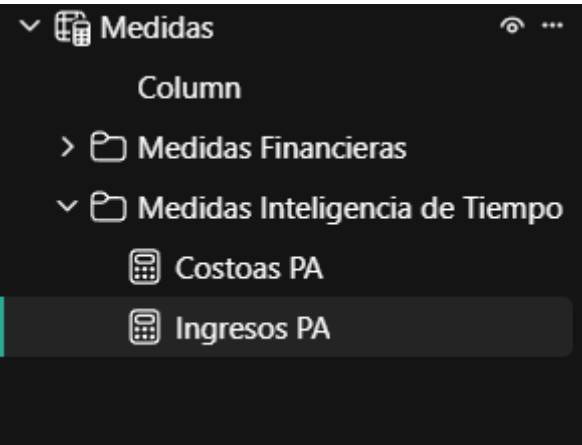 Medidas
Column
Medidas Financieras
Medidas Inteligencia de Tiempo
Costoas PA
Ingresos PA